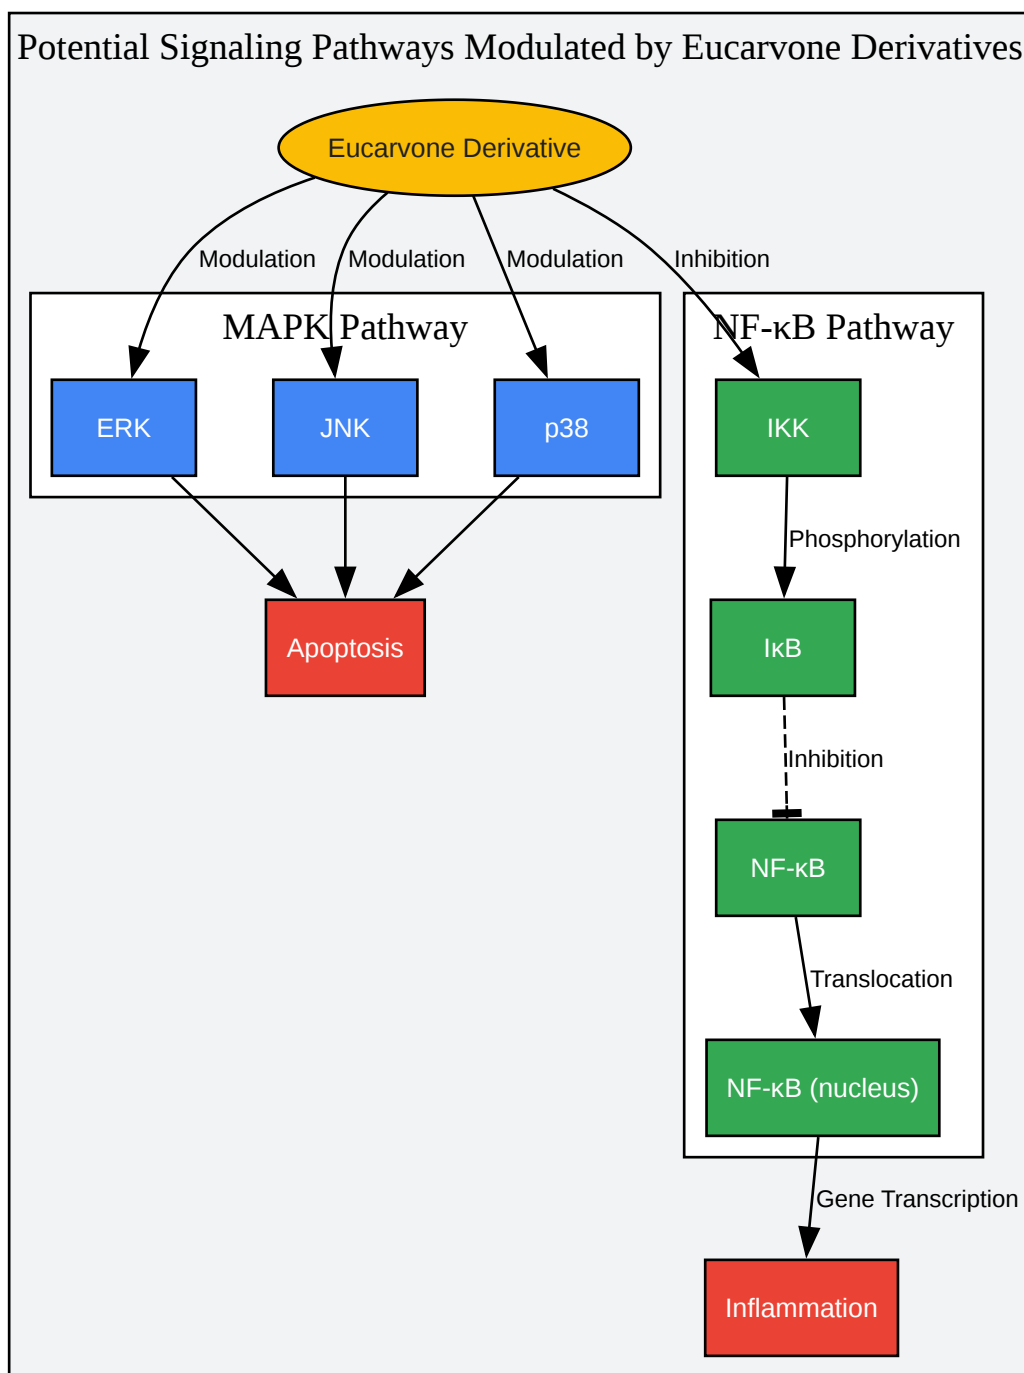 Potential Signaling Pathways Modulated by Eucarvone Derivatives
Eucarvone Derivative
Modulation
Modulation
Modulation
Inhibition
MAPK Pathway
NF-κB Pathway
ERK
JNK
p38
IKK
Phosphorylation
Apoptosis
IκB
Inhibition
NF-κB
Translocation
NF-κB (nucleus)
Gene Transcription
Inflammation